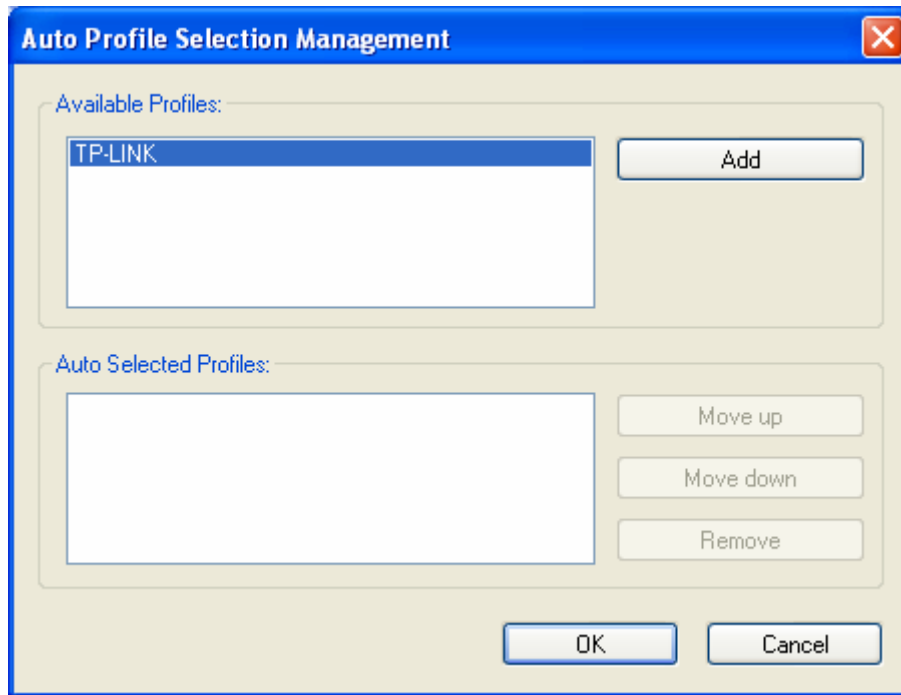 Auto Profile Selection Management
Available Profiles:
TP-LINK
Add
Auto Selected Profiles:
Move up
Move down
Remove
OK
Cancel